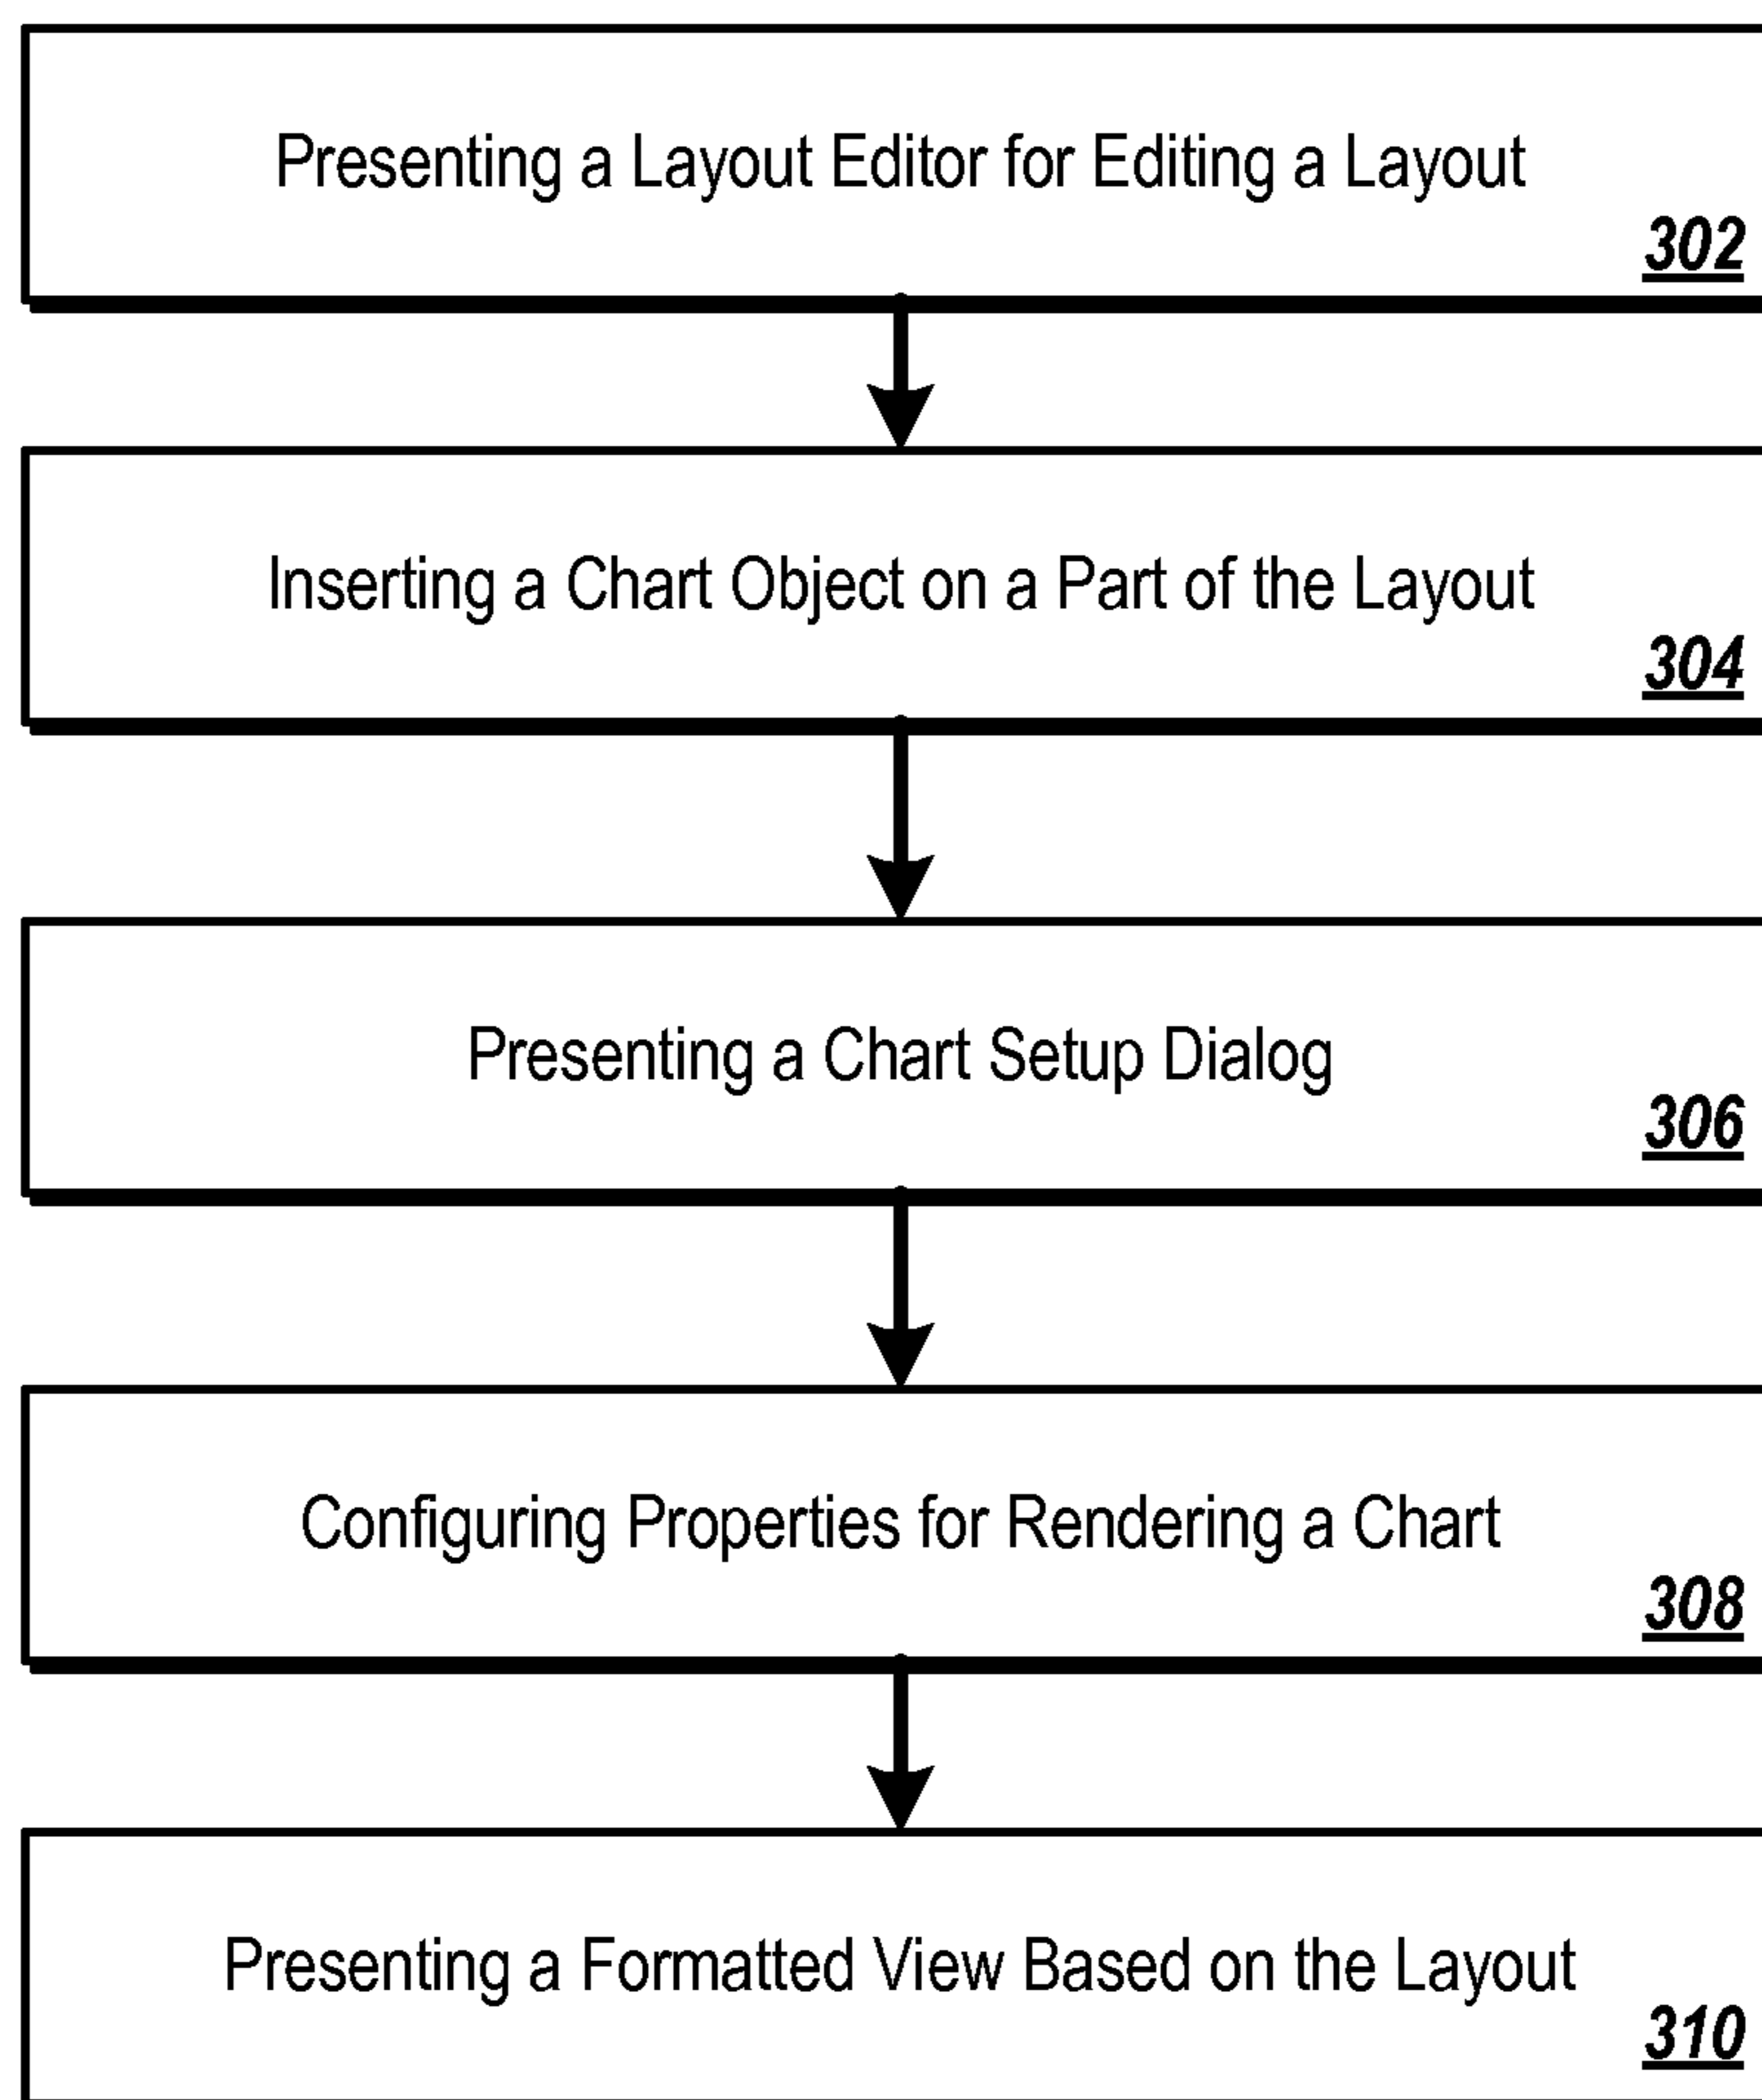 Presenting a Layout Editor for Editing a Layout
302
Inserting a Chart Object on a Part of the Layout
304
Presenting a Chart Setup Dialog
306
Configuring Properties for Rendering a Chart
308
Presenting a Formatted View Based on the Layout
310